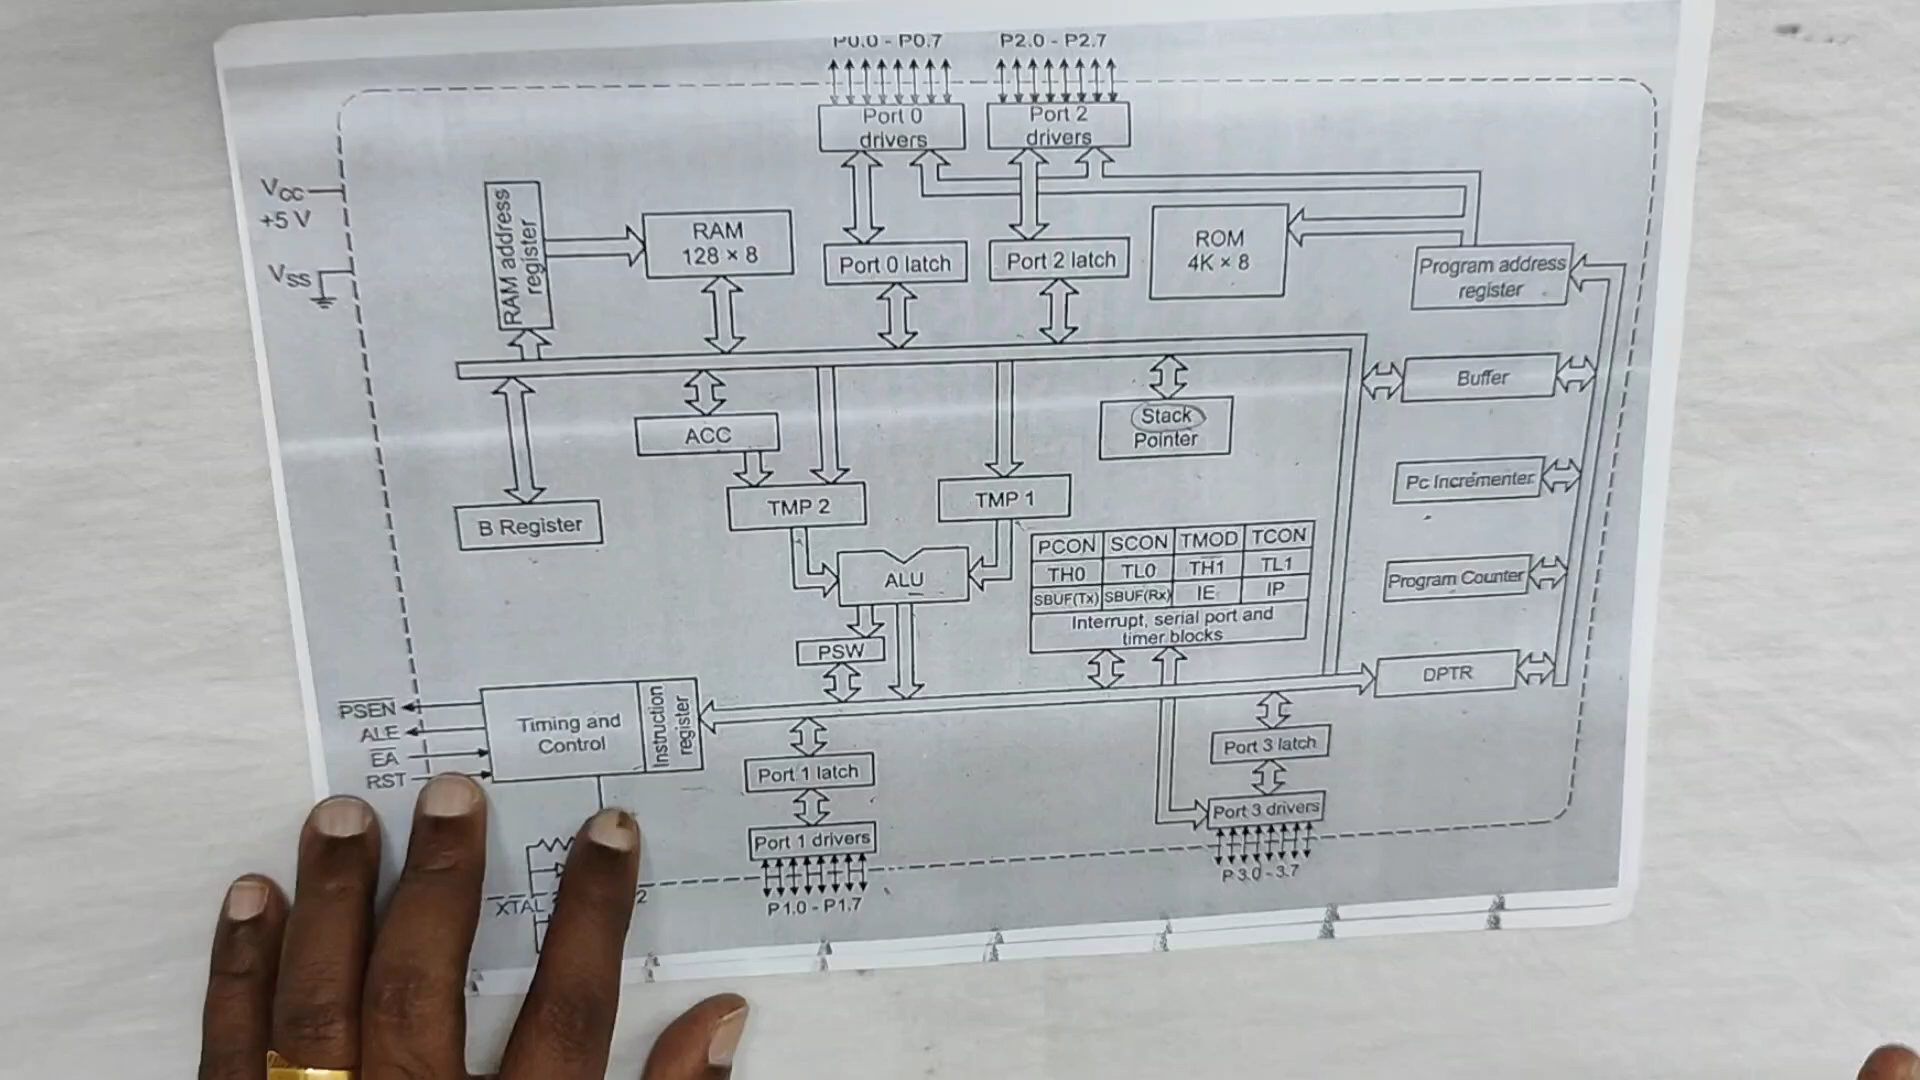 P0.0 - P0.7
P2.0 - P2.7
Port 0
drivers
Port 2
drivers
VCC
+5 V
VSS
RAM address
register
RAM
128 × 8
Port 0 latch
Port 2 latch
ROM
4K × 8
Program address
register
Buffer
ACC
Stack
Pointer
TMP 2
TMP 1
Pc Incrementer
B Register
PCON SCON TMOD TCON
TH0 TL0 TH1 TL1
SBUF(Tx) SBUF(Rx) IE IP
Interrupt, serial port and
timer blocks
ALU
Program Counter
PSW
DPTR
PSEN
ALE
EA
RST
Timing and
Control
Instruction
register
Port 1 latch
Port 3 latch
Port 1 drivers
Port 3 drivers
XTAL
2
P1.0 - P1.7
P 3.0 - 3.7